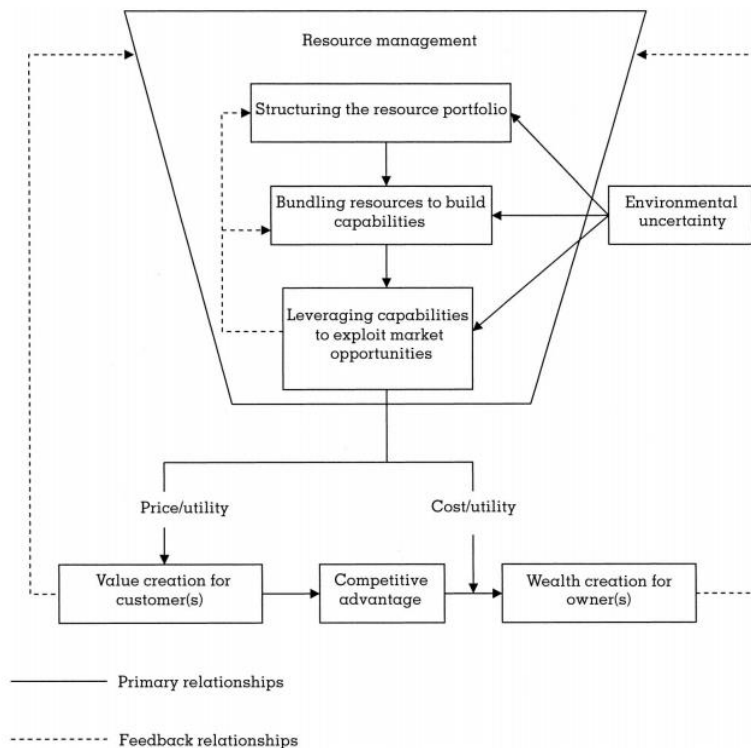 Resource management
Structuring the resource portfolio
Bundling resources to build
capabilities
Environmental
uncertainty
Leveraging capabilities
to exploit market
opportunities
Price/utility
Cost/utility
Value creation for
customer(s)
Competitive
advantage
Wealth creation for
owner(s)
Primary relationships
Feedback relationships